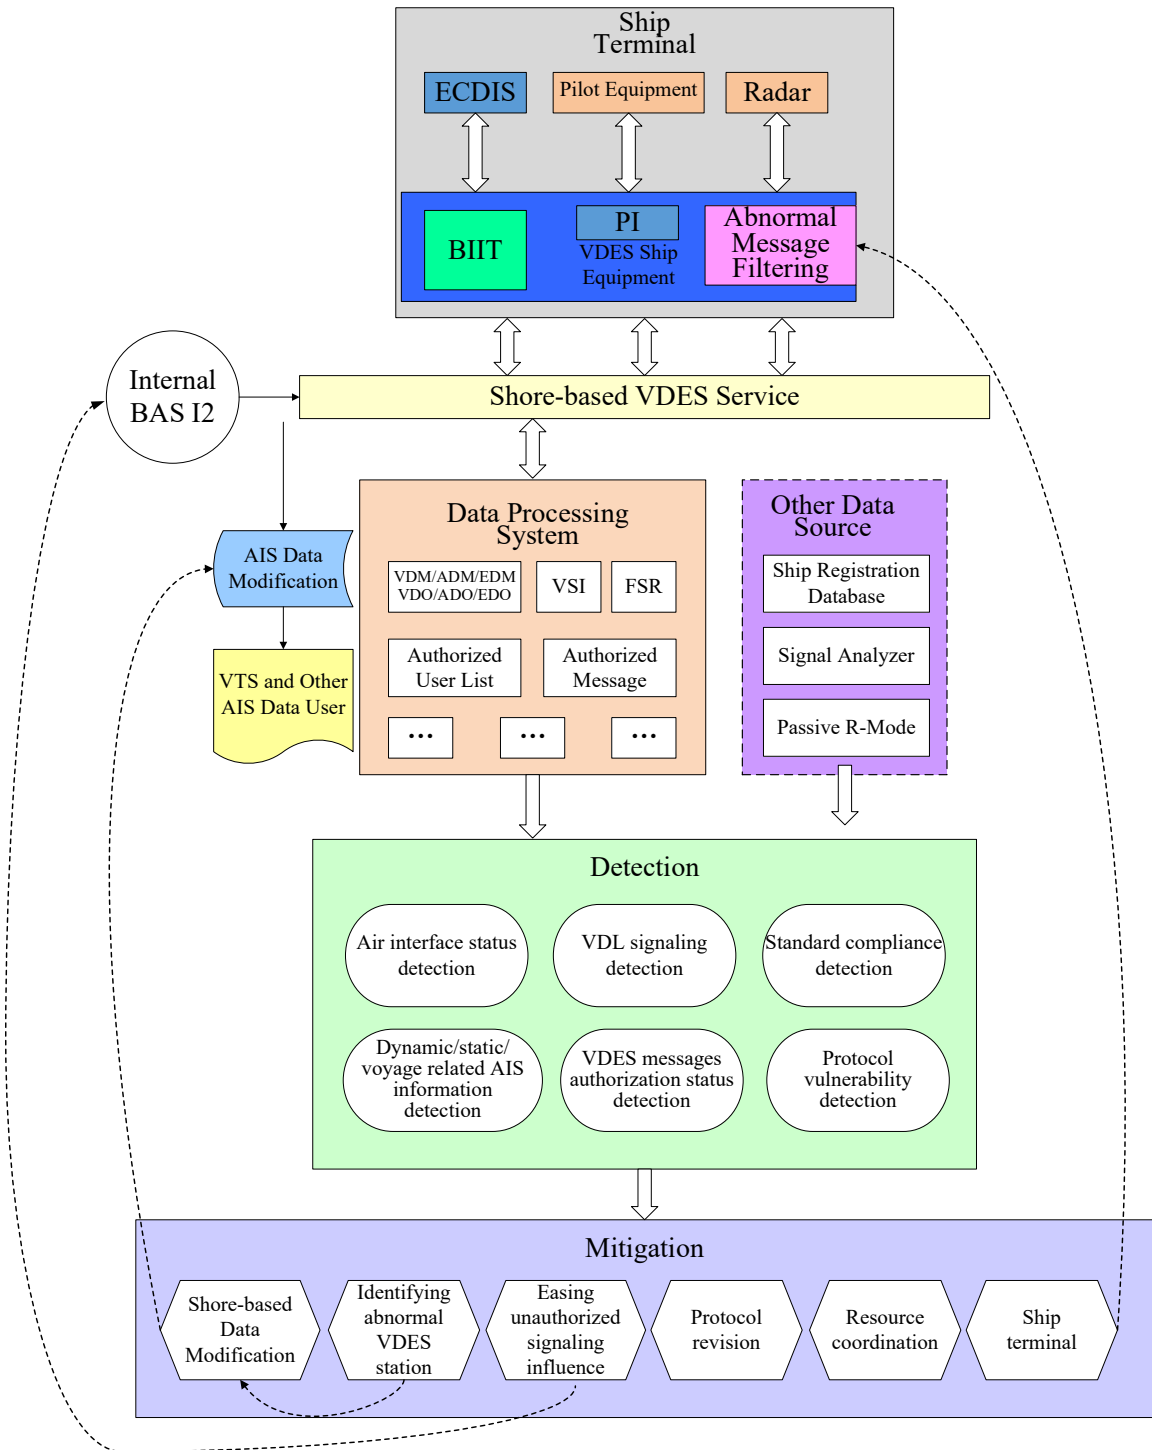 Ship
Terminal
ECDIS
Pilot Equipment
Radar
BIIT
PI
VDES Ship
Equipment
Abnormal
Message
Filtering
Internal
BAS I2
Shore-based VDES Service
AIS Data
Modification
VTS and Other
AIS Data User
Data Processing
System
VDM/ADM/EDM
VDO/ADO/EDO
VSI
FSR
Authorized
User List
Authorized
Message
...
...
...
Other Data
Source
Ship Registration
Database
Signal Analyzer
Passive R-Mode
Detection
Air interface status
detection
VDL signaling
detection
Standard compliance
detection
Dynamic/static/
voyage related AIS
information
detection
VDES messages
authorization status
detection
Protocol
vulnerability
detection
Mitigation
Shore-based
Data
Modification
Identifying
abnormal
VDES
station
Easing
unauthorized
signaling
influence
Protocol
revision
Resource
coordination
Ship
terminal